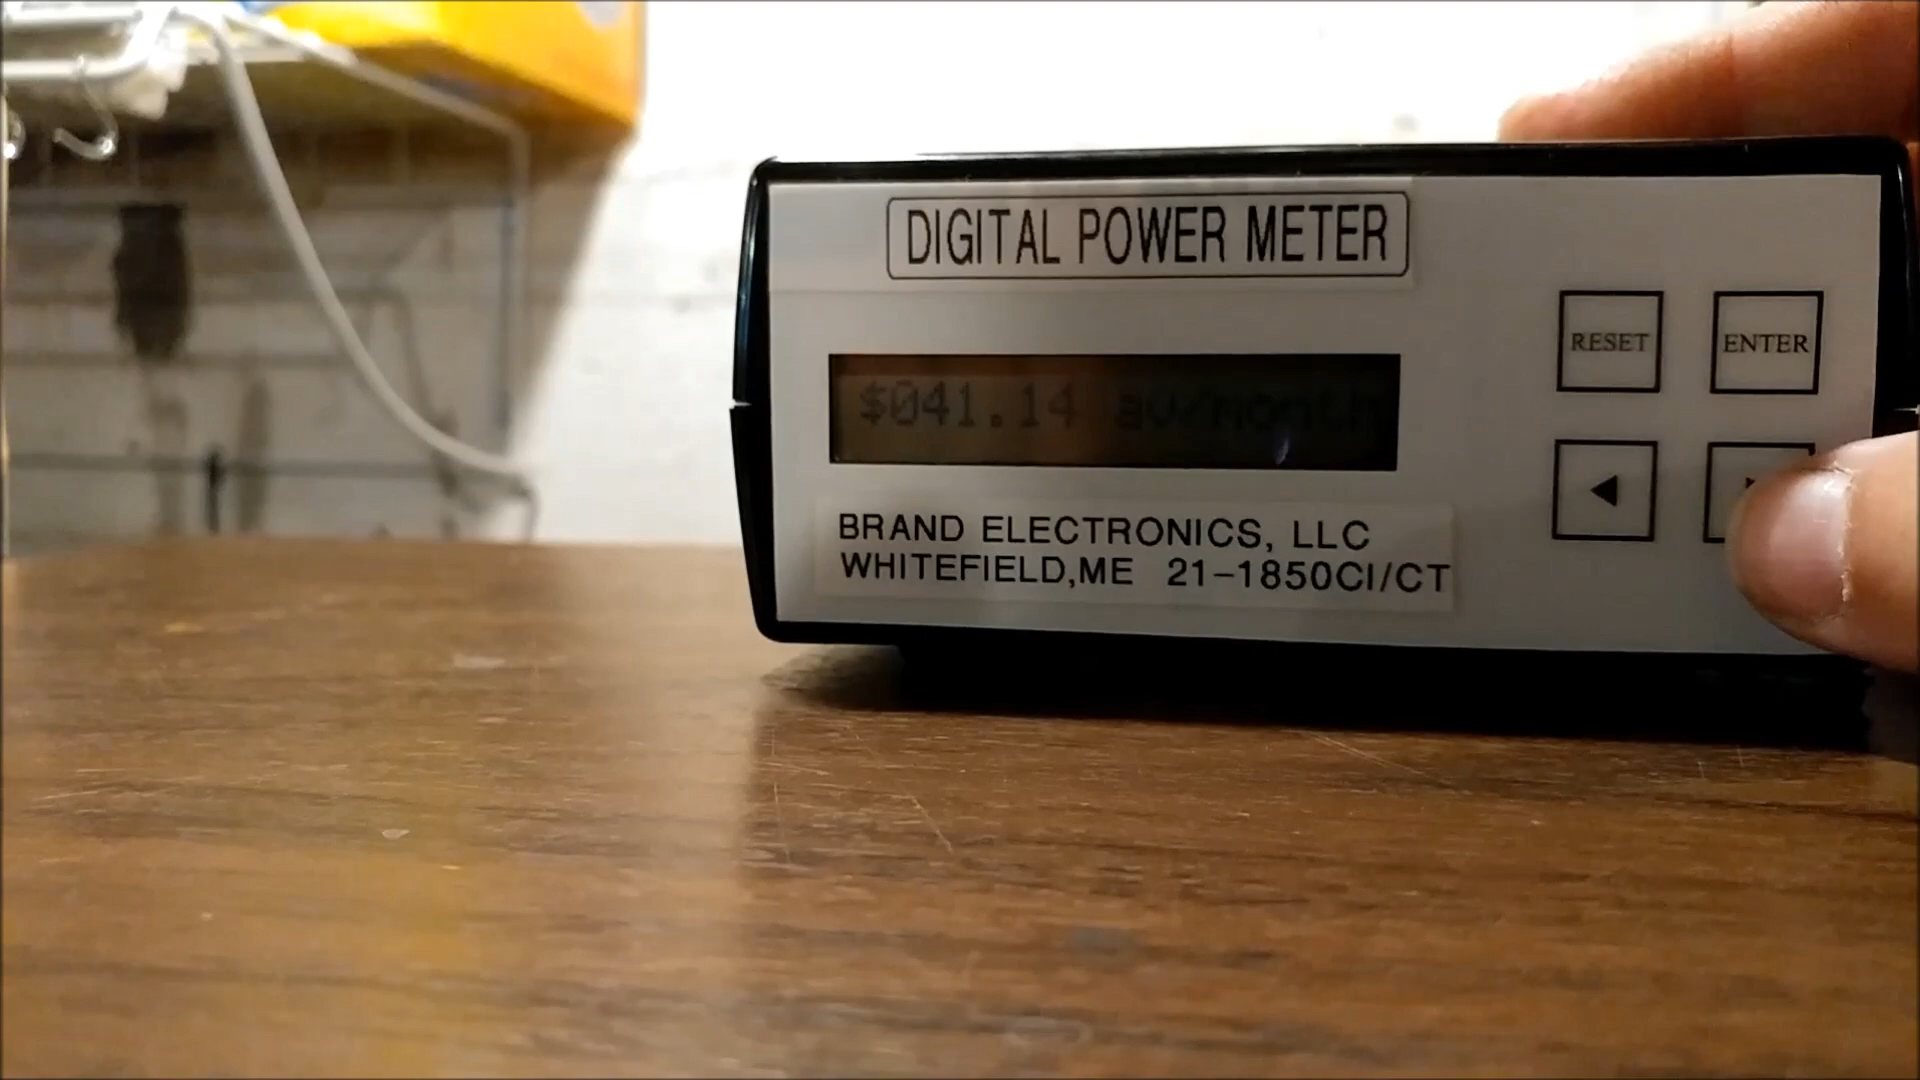 DIGITAL POWER METER
$041.14 av/month
RESET
ENTER
BRAND ELECTRONICS, LLC
WHITEFIELD,ME 21-1850CI/CT